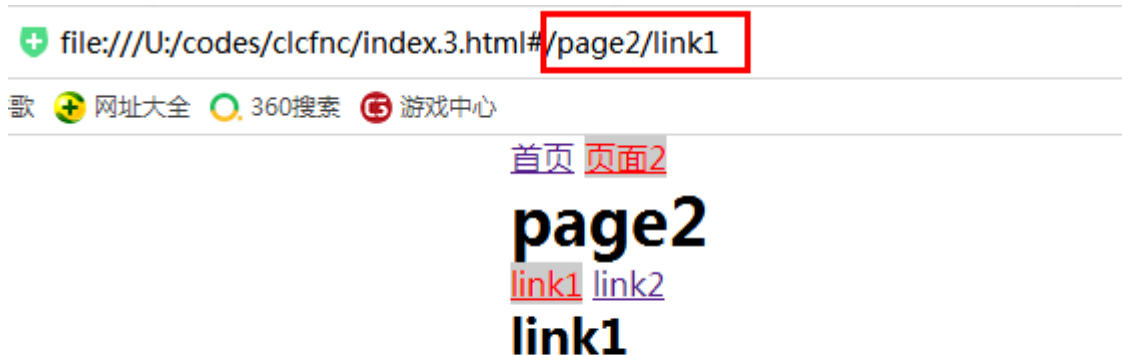 file:///U:/codes/clcfnc/index.3.html#/page2/link1
歌 网址大全 360搜索 游戏中心
首页 页面2
page2
link1 link2
link1